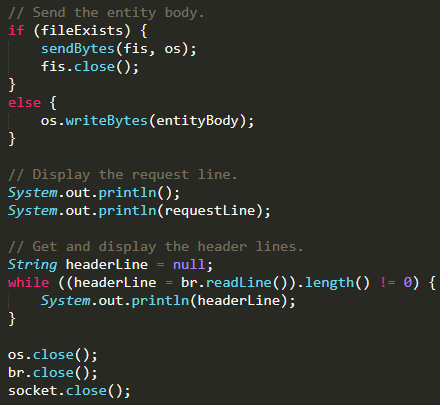 // Send the entity body.
if (fileExists) {
    sendBytes(fis, os);
    fis.close();
}
else {
    os.writeBytes(entityBody);
}

// Display the request line.
System.out.println();
System.out.println(requestLine);

// Get and display the header lines.
String headerLine = null;
while ((headerLine = br.readLine()).length() != 0) {
    System.out.println(headerLine);
}

os.close();
br.close();
socket.close();